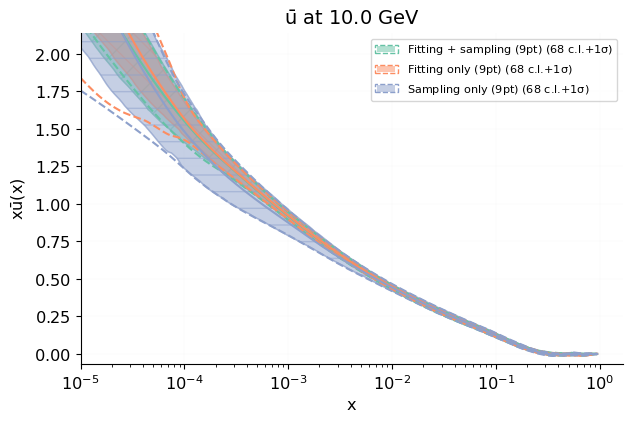 ū at 10.0 GeV
Fitting + sampling (9pt) (68 c.l.+1σ)
Fitting only (9pt) (68 c.l.+1σ)
Sampling only (9pt) (68 c.l.+1σ)
2.00
1.75
1.50
1.25
1.00
0.75
0.50
0.25
0.00
xū(x)
10⁻⁵
10⁻⁴
10⁻³
10⁻²
10⁻¹
10⁰
x